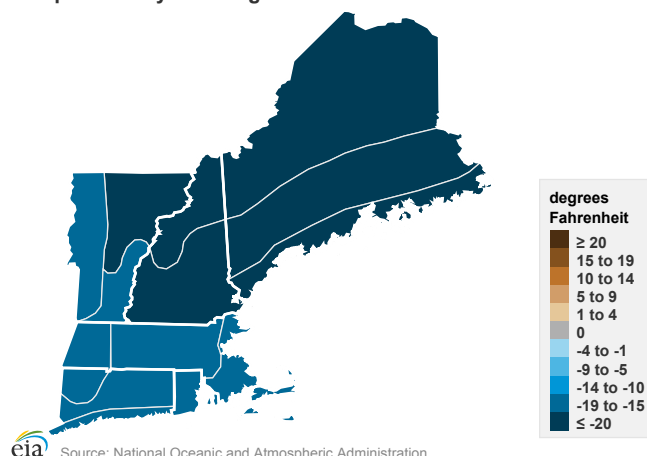 degrees
Fahrenheit
≥ 20
15 to 19
10 to 14
5 to 9
1 to 4
0
-4 to -1
-9 to -5
-14 to -10
-19 to -15
≤ -20
eia Source: National Oceanic and Atmospheric Administration